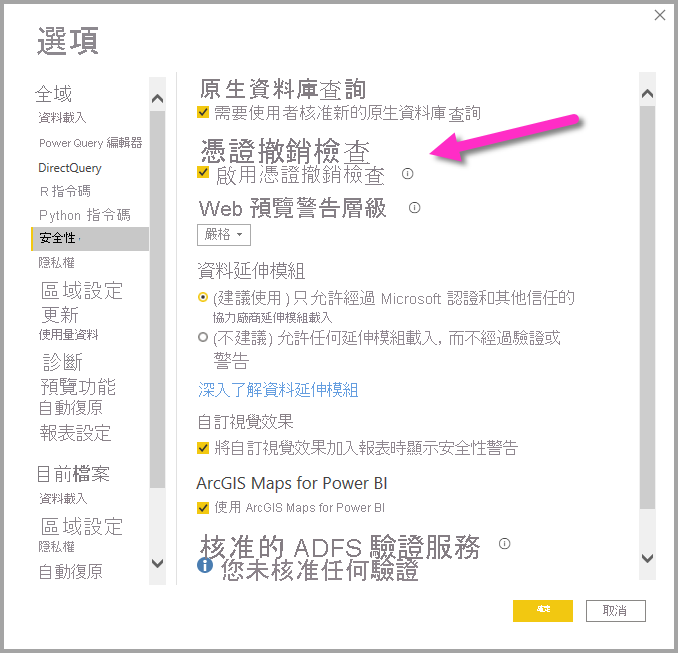 選項
全域
資料載入
Power Query 編輯器
DirectQuery
R 指令碼
Python 指令碼
安全性
隱私權
區域設定
更新
使用量資料
診斷
預覽功能
自動復原
報表設定
目前檔案
資料載入
區域設定
隱私權
自動復原
原生資料庫查詢
需要使用者核准新的原生資料庫查詢
憑證撤銷檢查
啟用憑證撤銷檢查
Web 預覽警告層級
嚴格
資料延伸模組
(建議使用) 只允許經過 Microsoft 認證和其他信任的
協力廠商延伸模組載入
(不建議) 允許任何延伸模組載入, 而不經過驗證或
警告
深入了解資料延伸模組
自訂視覺效果
將自訂視覺效果加入報表時顯示安全性警告
ArcGIS Maps for Power BI
使用 ArcGIS Maps for Power BI
核准的 ADFS 驗證服務
您未核准任何驗證
確定
取消